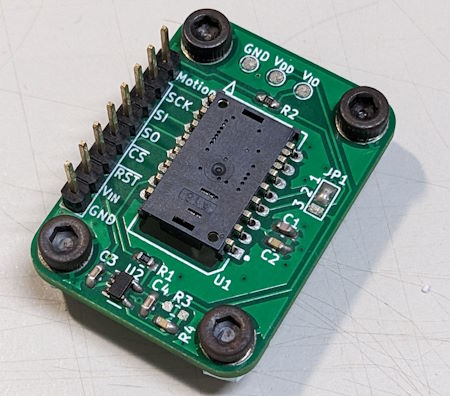 GND VDD VIO
Motion
SCK
SI
SO
CS
RST
VIN
GND
R2
JP1
3 2 1
C1
C2
U1
C3
U2
R1
C4
R3
R4